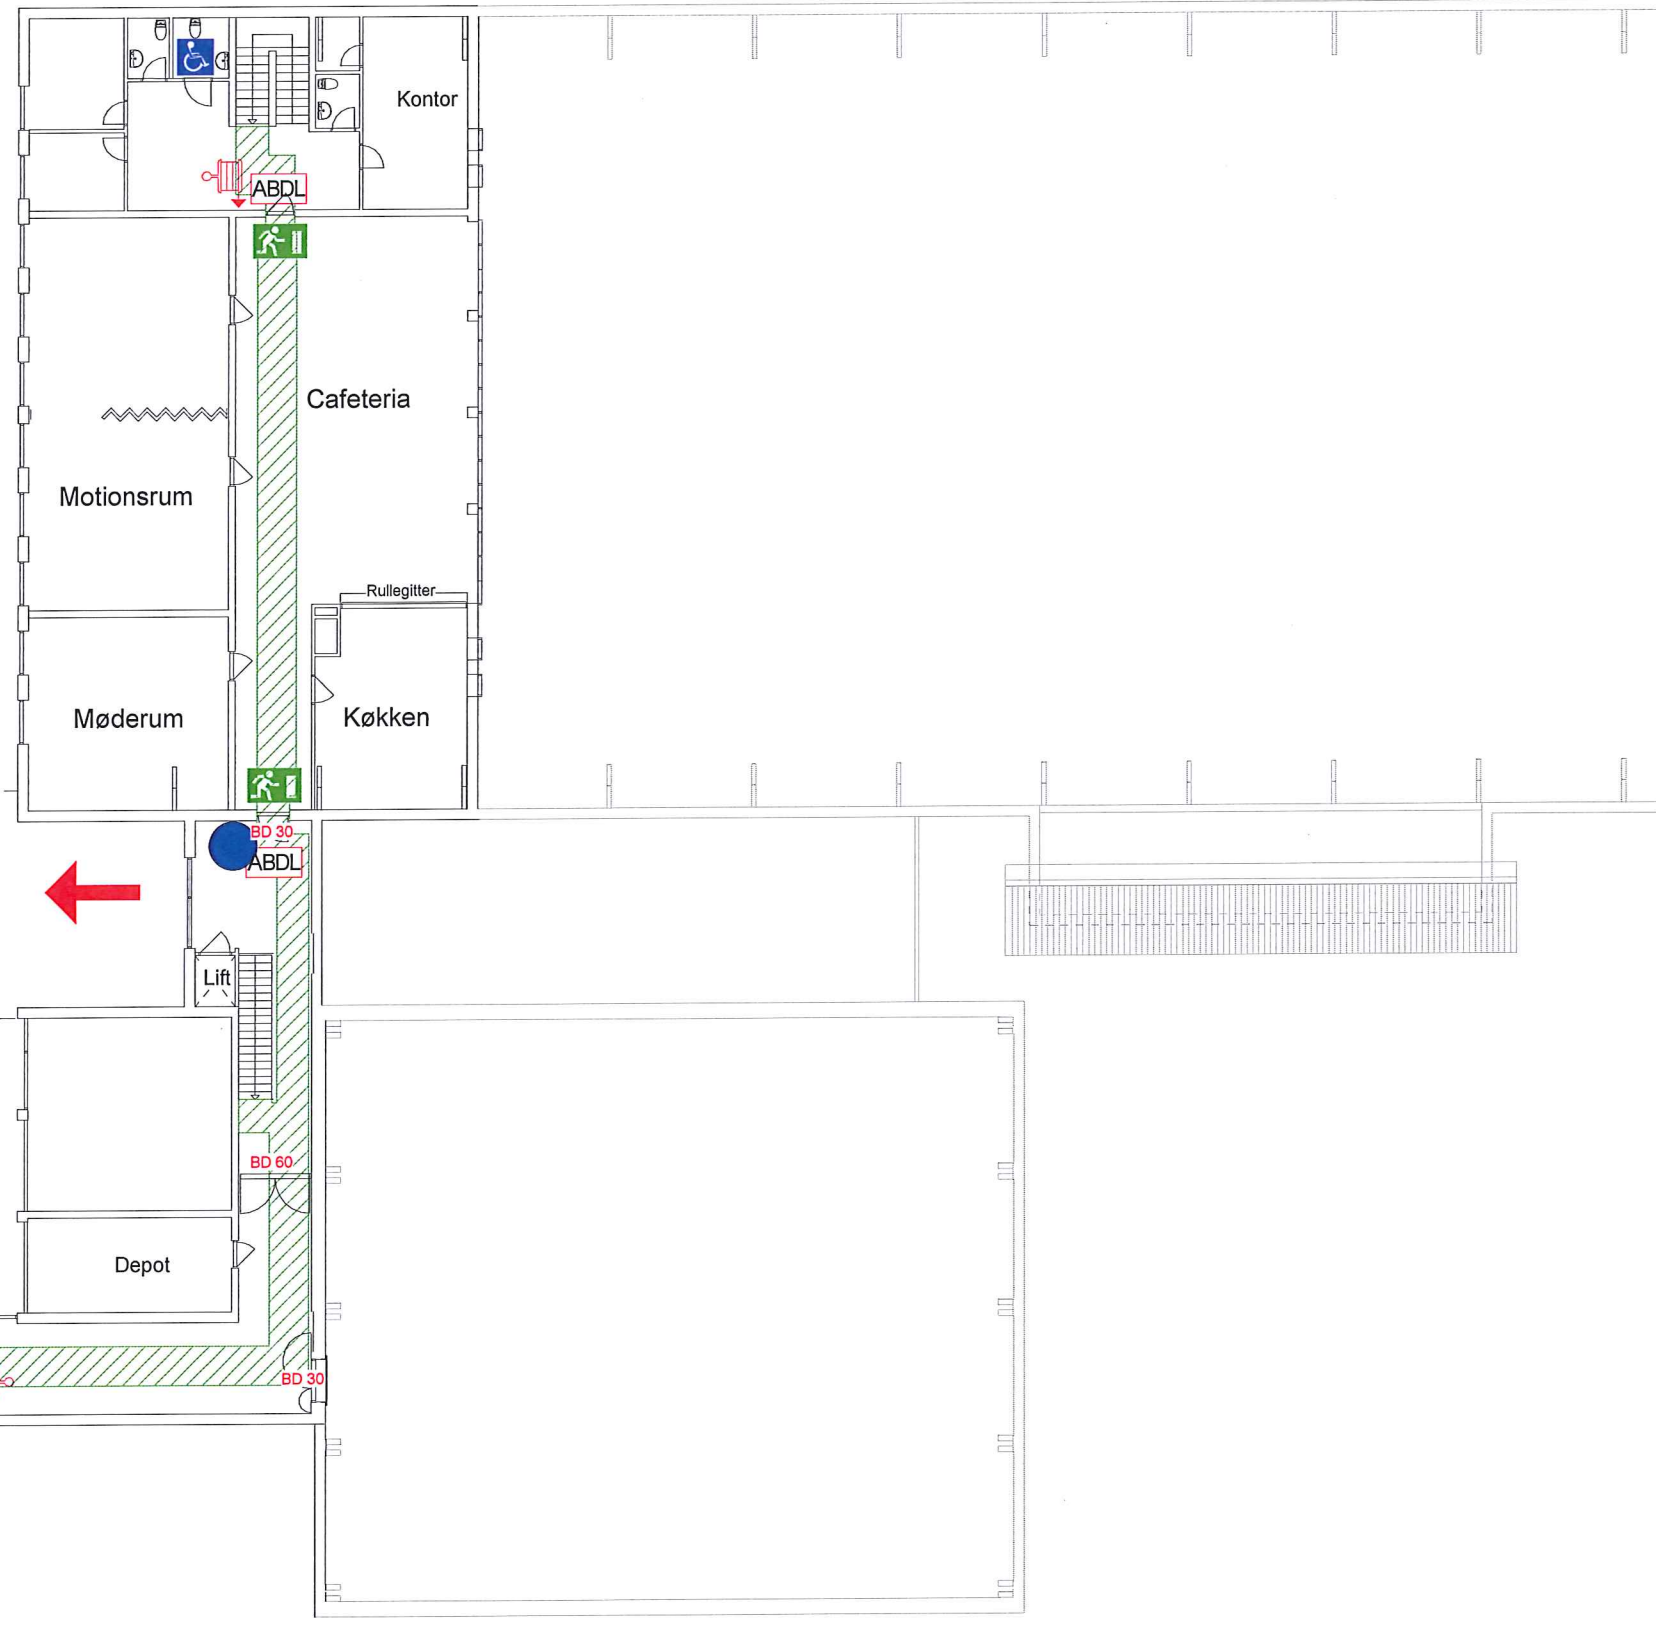 Kontor
ABDL
Cafeteria
Motionsrum
Rullegitter
Møderum
Køkken
BD 30
ABDL
Lift
BD 60
Depot
BD 30